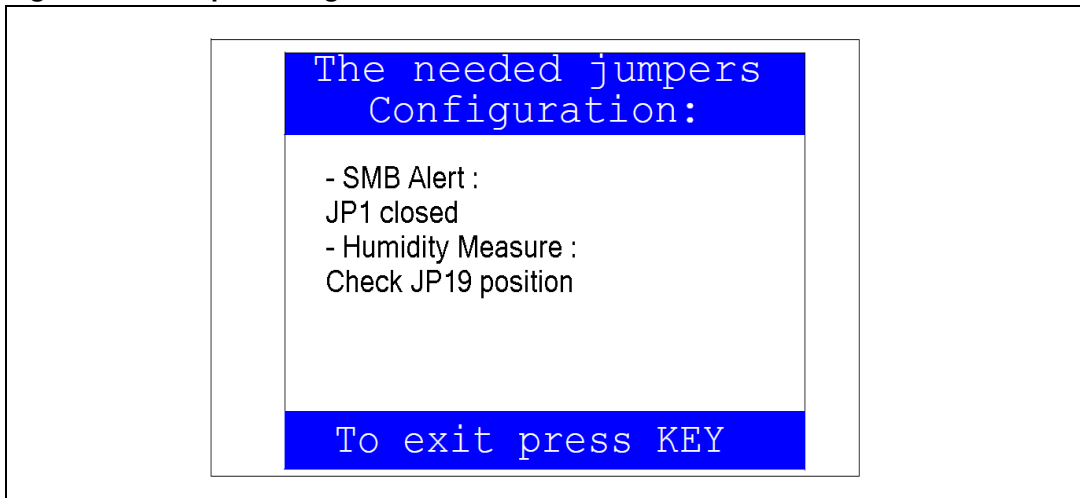 The needed jumpers
Configuration:
- SMB Alert :
JP1 closed
- Humidity Measure :
Check JP19 position
To exit press KEY